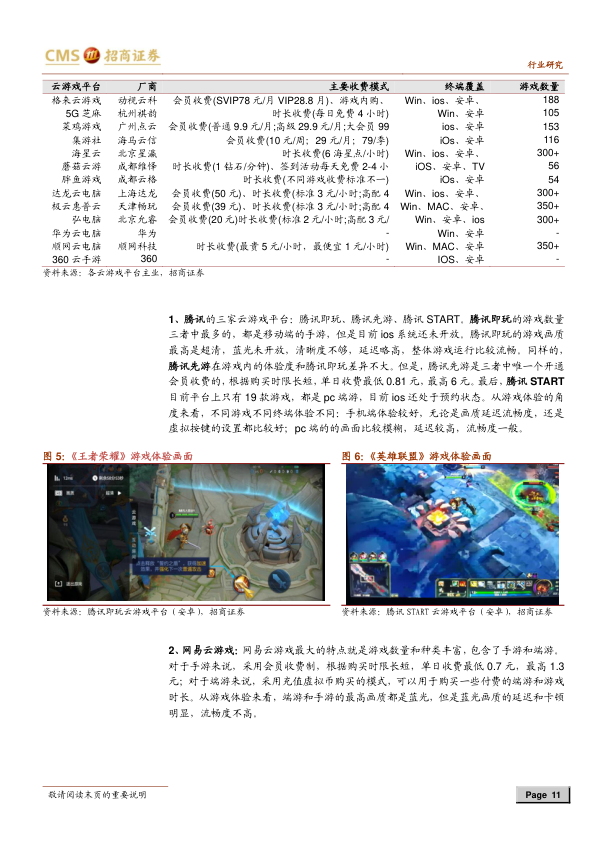 CMS 招商证券
行业研究
云游戏平台 厂商 主要收费模式 终端覆盖 游戏数量
格来云游戏 动视云科 会员收费(SVIP78 元/月 VIP28.8 月)、游戏内购、 Win、ios、安卓、 188
5G 芝麻 杭州祺韵 时长收费(每日免费 4 小时) Win、安卓 105
菜鸡游戏 广州点云 会员收费(普通 9.9 元/月;高级 29.9 元/月;大会员 99 ios、安卓 153
集游社 海马云信 会员收费(10 元/周; 29 元/月; 79/季) iOs、安卓 116
海星云 北京星瀛 时长收费(6 海星点/小时) Win、ios、安卓、 300+
蘑菇云游 成都维悸 时长收费(1 钻石/分钟)、签到活动每天免费 2-4 小 iOS、安卓、TV 56
胖鱼游戏 成都云格 时长收费(不同游戏收费标准不一) iOs、安卓 54
达龙云电脑 上海达龙 会员收费(50 元)、时长收费(标准 3 元/小时;高配 4 Win、ios、安卓、 300+
极云惠普云 天津畅玩 会员收费(39 元)、时长收费(标准 3 元/小时;高配 4 Win、MAC、安卓、 350+
弘电脑 北京允睿 会员收费(20 元)时长收费(标准 2 元/小时;高配 3 元/ Win、安卓、ios 300+
华为云电脑 华为 - Win、安卓 -
顺网云电脑 顺网科技 时长收费(最贵 5 元/小时，最便宜 1 元/小时) Win、MAC、安卓 350+
360 云手游 360 - IOS、安卓 -
资料来源：各云游戏平台主业，招商证券
1、腾讯的三家云游戏平台：腾讯即玩、腾讯先游、腾讯 START。腾讯即玩的游戏数量
三者中最多的，都是移动端的手游，但是目前 ios 系统还未开放。腾讯即玩的游戏画质
最高是超清，蓝光未开放，清晰度不够，延迟略高，整体游戏运行比较流畅。同样的，
腾讯先游在游戏内的体验度和腾讯即玩差异不大。但是，腾讯先游是三者中唯一个开通
会员收费的，根据购买时限长短，单日收费最低 0.81 元，最高 6 元。最后，腾讯 START
目前平台上只有 19 款游戏，都是 pc 端游，目前 ios 还处于预约状态。从游戏体验的角
度来看，不同游戏不同终端体验不同：手机端体验较好，无论是画质延迟流畅度，还是
虚拟按键的设置都比较好；pc 端的的画面比较模糊，延迟较高，流畅度一般。
图 5：《王者荣耀》游戏体验画面
图 6：《英雄联盟》游戏体验画面
资料来源：腾讯即玩云游戏平台（安卓），招商证券
资料来源：腾讯 START 云游戏平台（安卓），招商证券
2、网易云游戏：网易云游戏最大的特点就是游戏数量和种类丰富，包含了手游和端游。
对于手游来说，采用会员收费制，根据购买时限长短，单日收费最低 0.7 元，最高 1.3
元；对于端游来说，采用充值虚拟币购买的模式，可以用于购买一些付费的端游和游戏
时长。从游戏体验来看，端游和手游的最高画质都是蓝光，但是蓝光画质的延迟和卡顿
明显，流畅度不高。
敬请阅读末页的重要说明
Page 11